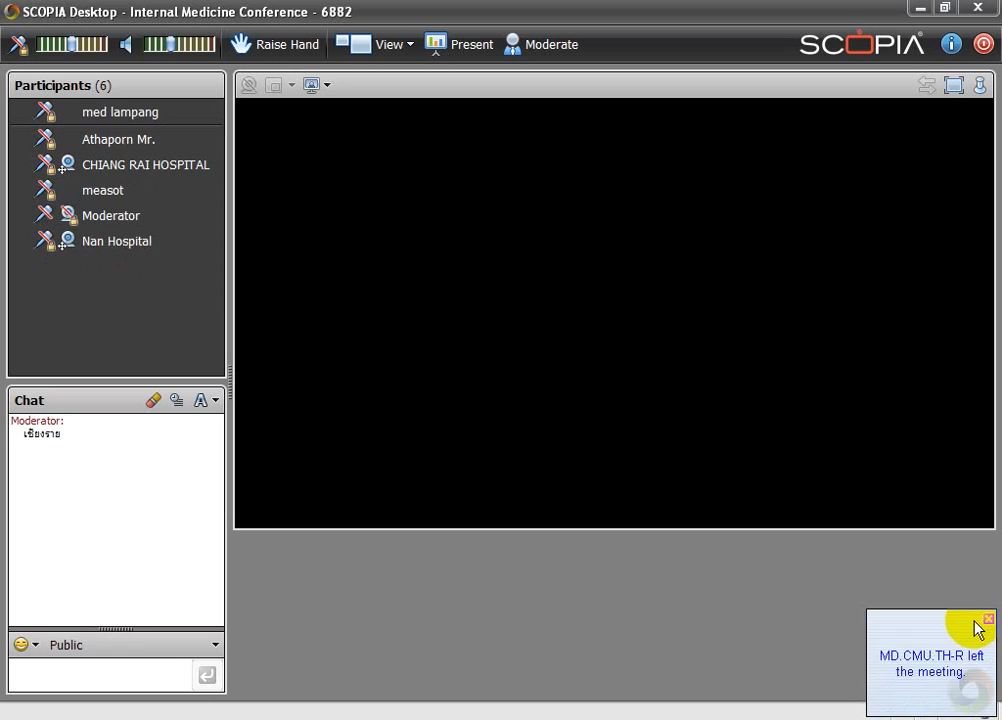 SCOPIA Desktop - Internal Medicine Conference - 6882
Raise Hand
View
Present
Moderate
SCOPIA
Participants (6)
med lampang
Athaporn Mr.
CHIANG RAI HOSPITAL
measot
Moderator
Nan Hospital
Chat
Moderator:
เชียงราย
Public
MD.CMU.TH-R left
the meeting.